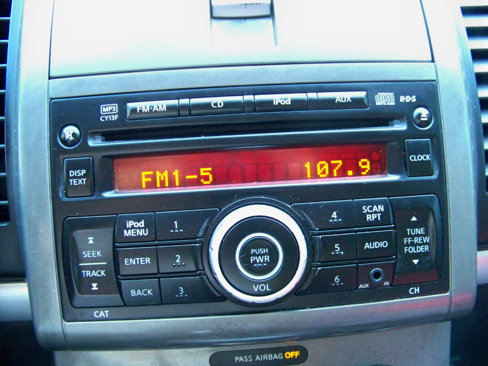 MP3
CY13F
FM-AM
CD
iPod
AUX
R·D·S
DISP
TEXT
FM1-5 107.9
CLOCK
iPod
MENU
1
4
SCAN
RPT
SEEK
TRACK
ENTER
2
PUSH
PWR
5
AUDIO
TUNE
FF-REW
FOLDER
BACK
3
VOL
6
AUX IN
CAT
CH
PASS AIRBAG OFF